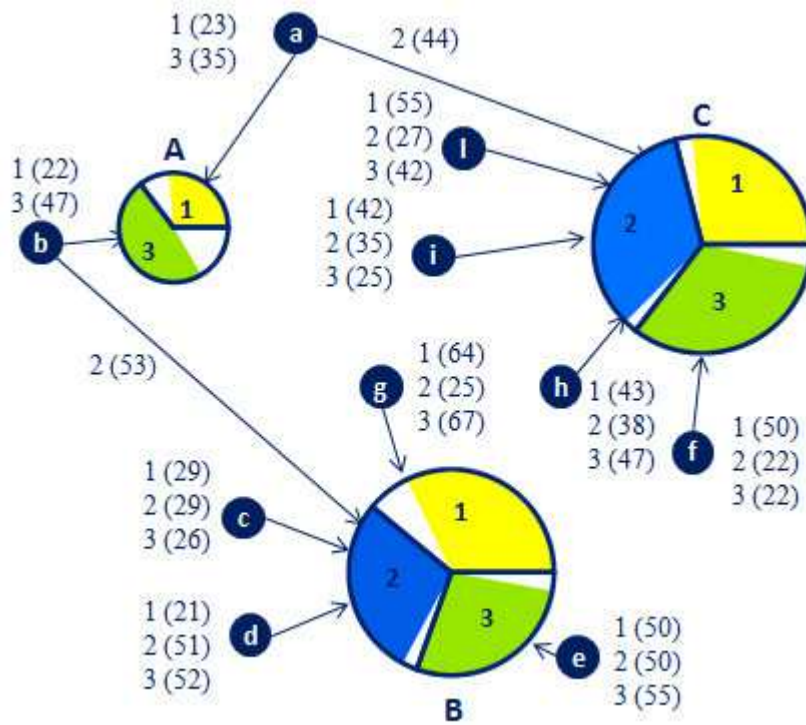 1 (23)
3 (35)
a
2 (44)
A
1 (22)
3 (47)
b
1
3
1 (55)
2 (27)
3 (42)
l
C
1
2
3
1 (42)
2 (35)
3 (25)
i
2 (53)
g
1 (64)
2 (25)
3 (67)
h
1 (43)
2 (38)
3 (47)
f
1 (50)
2 (22)
3 (22)
1 (29)
2 (29)
3 (26)
c
1
2
3
1 (21)
2 (51)
3 (52)
d
e
1 (50)
2 (50)
3 (55)
B